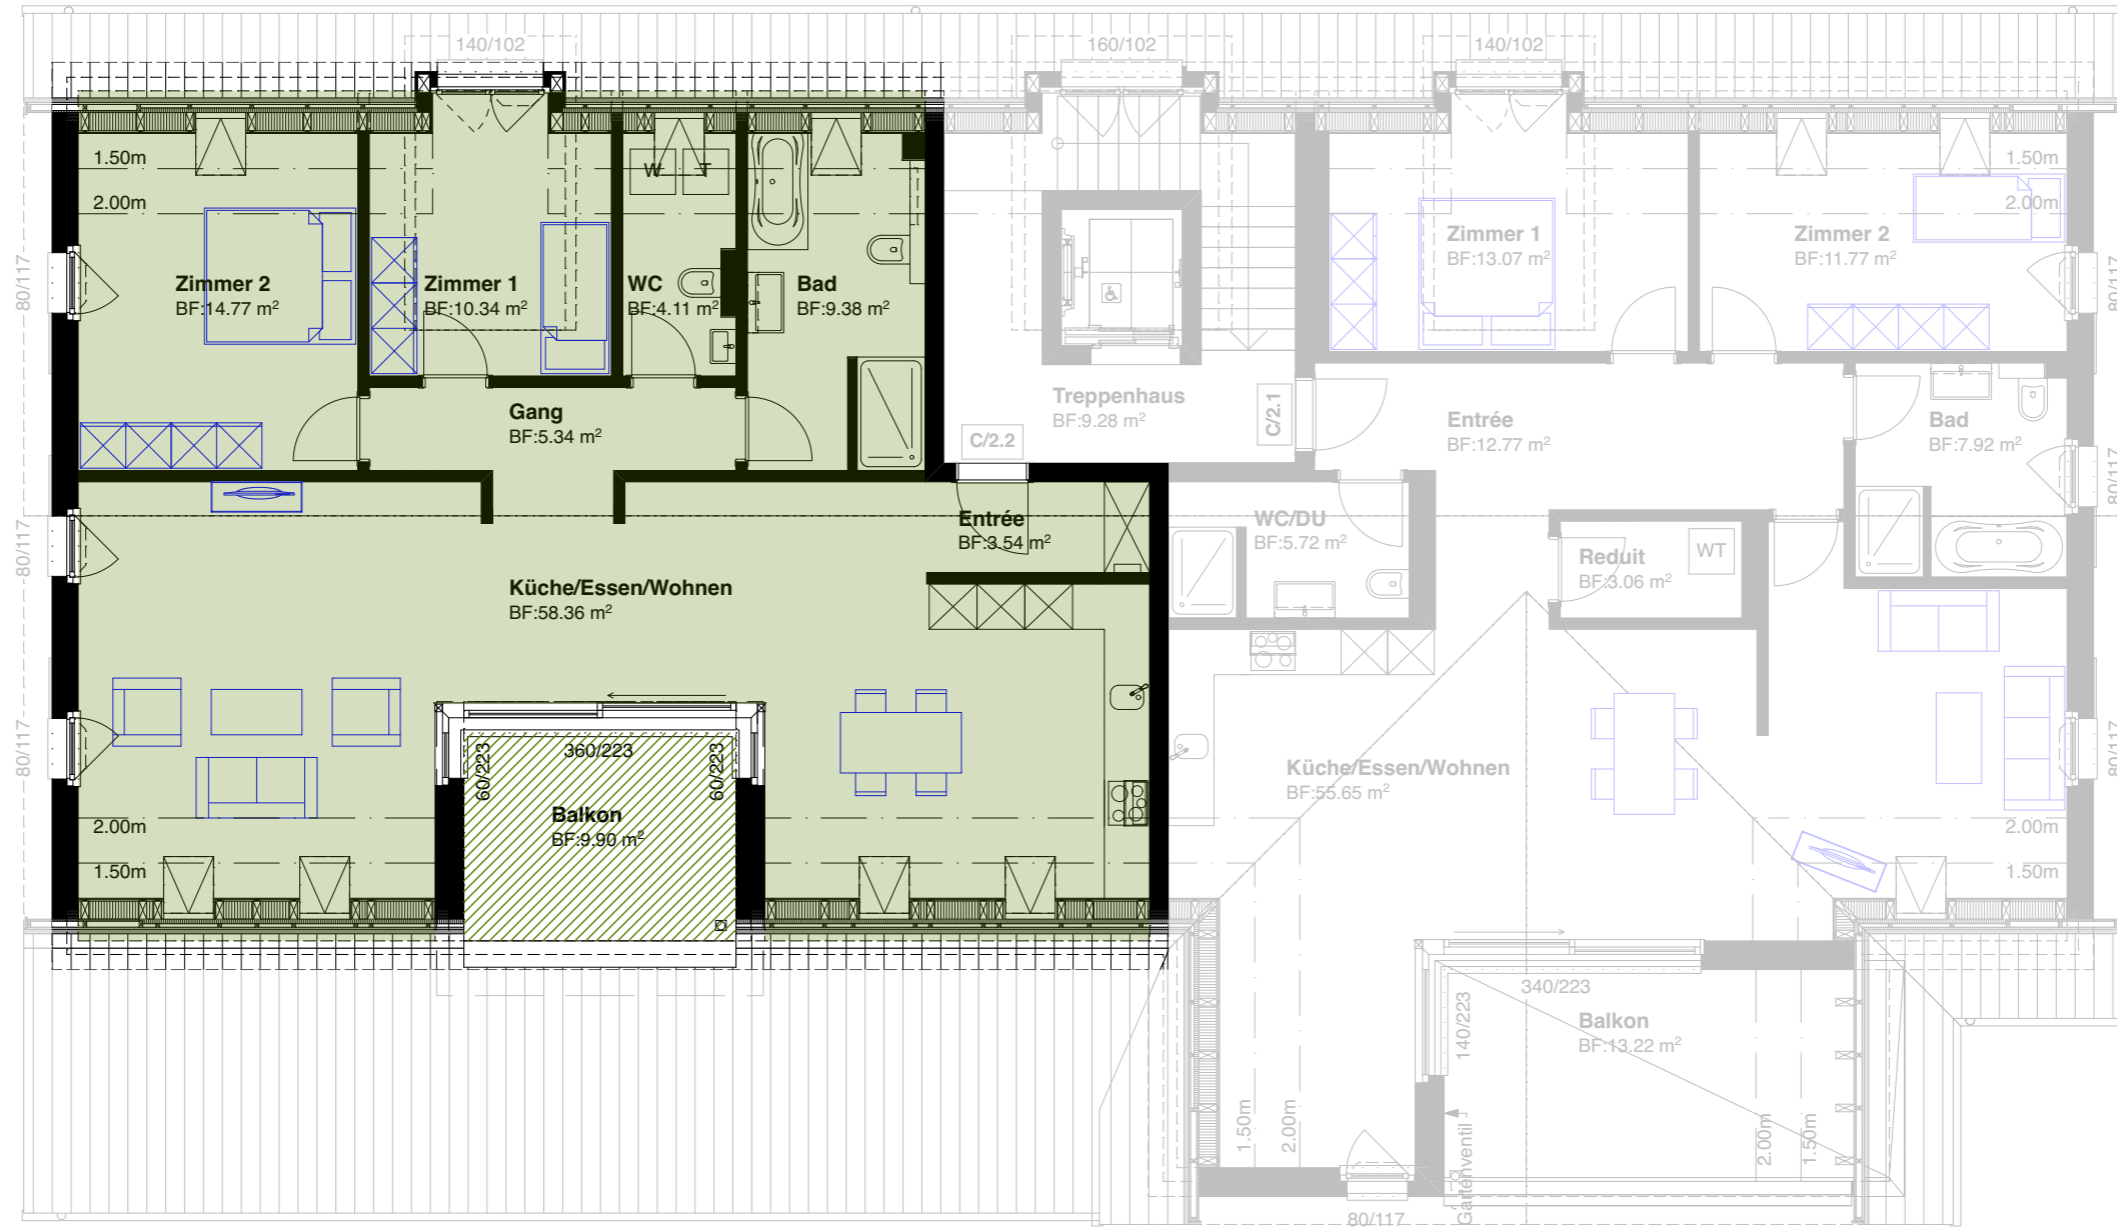 140/102
160/102
140/102
1.50m
2.00m
W
T
1.50m
2.00m
Zimmer 2
BF:14.77 m²
Zimmer 1
BF:10.34 m²
WC
BF:4.11 m²
Bad
BF:9.38 m²
Zimmer 1
BF:13.07 m²
Zimmer 2
BF:11.77 m²
80/117
80/117
Gang
BF:5.34 m²
Treppenhaus
BF:9.28 m²
C/2.2
C/2.1
Entrée
BF:12.77 m²
Bad
BF:7.92 m²
80/117
80/117
Entrée
BF:3.54 m²
WC/DU
BF:5.72 m²
Reduit
BF:3.06 m²
WT
Küche/Essen/Wohnen
BF:58.36 m²
80/117
80/117
360/223
60/223
60/223
Küche/Essen/Wohnen
BF:55.65 m²
Balkon
BF:9.90 m²
2.00m
1.50m
2.00m
1.50m
340/223
140/223
Balkon
BF:13.22 m²
1.50m
2.00m
2.00m
1.50m
Gartenventil
80/117